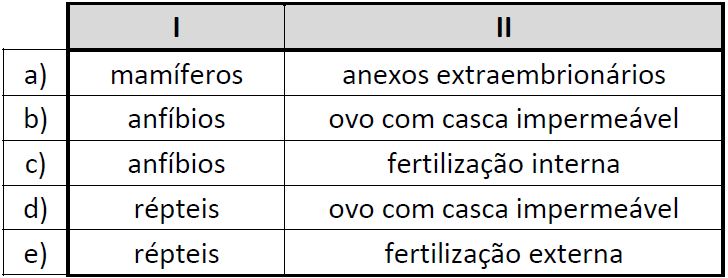 I II
a) mamíferos anexos extraembrionários
b) anfíbios ovo com casca impermeável
c) anfíbios fertilização interna
d) répteis ovo com casca impermeável
e) répteis fertilização externa